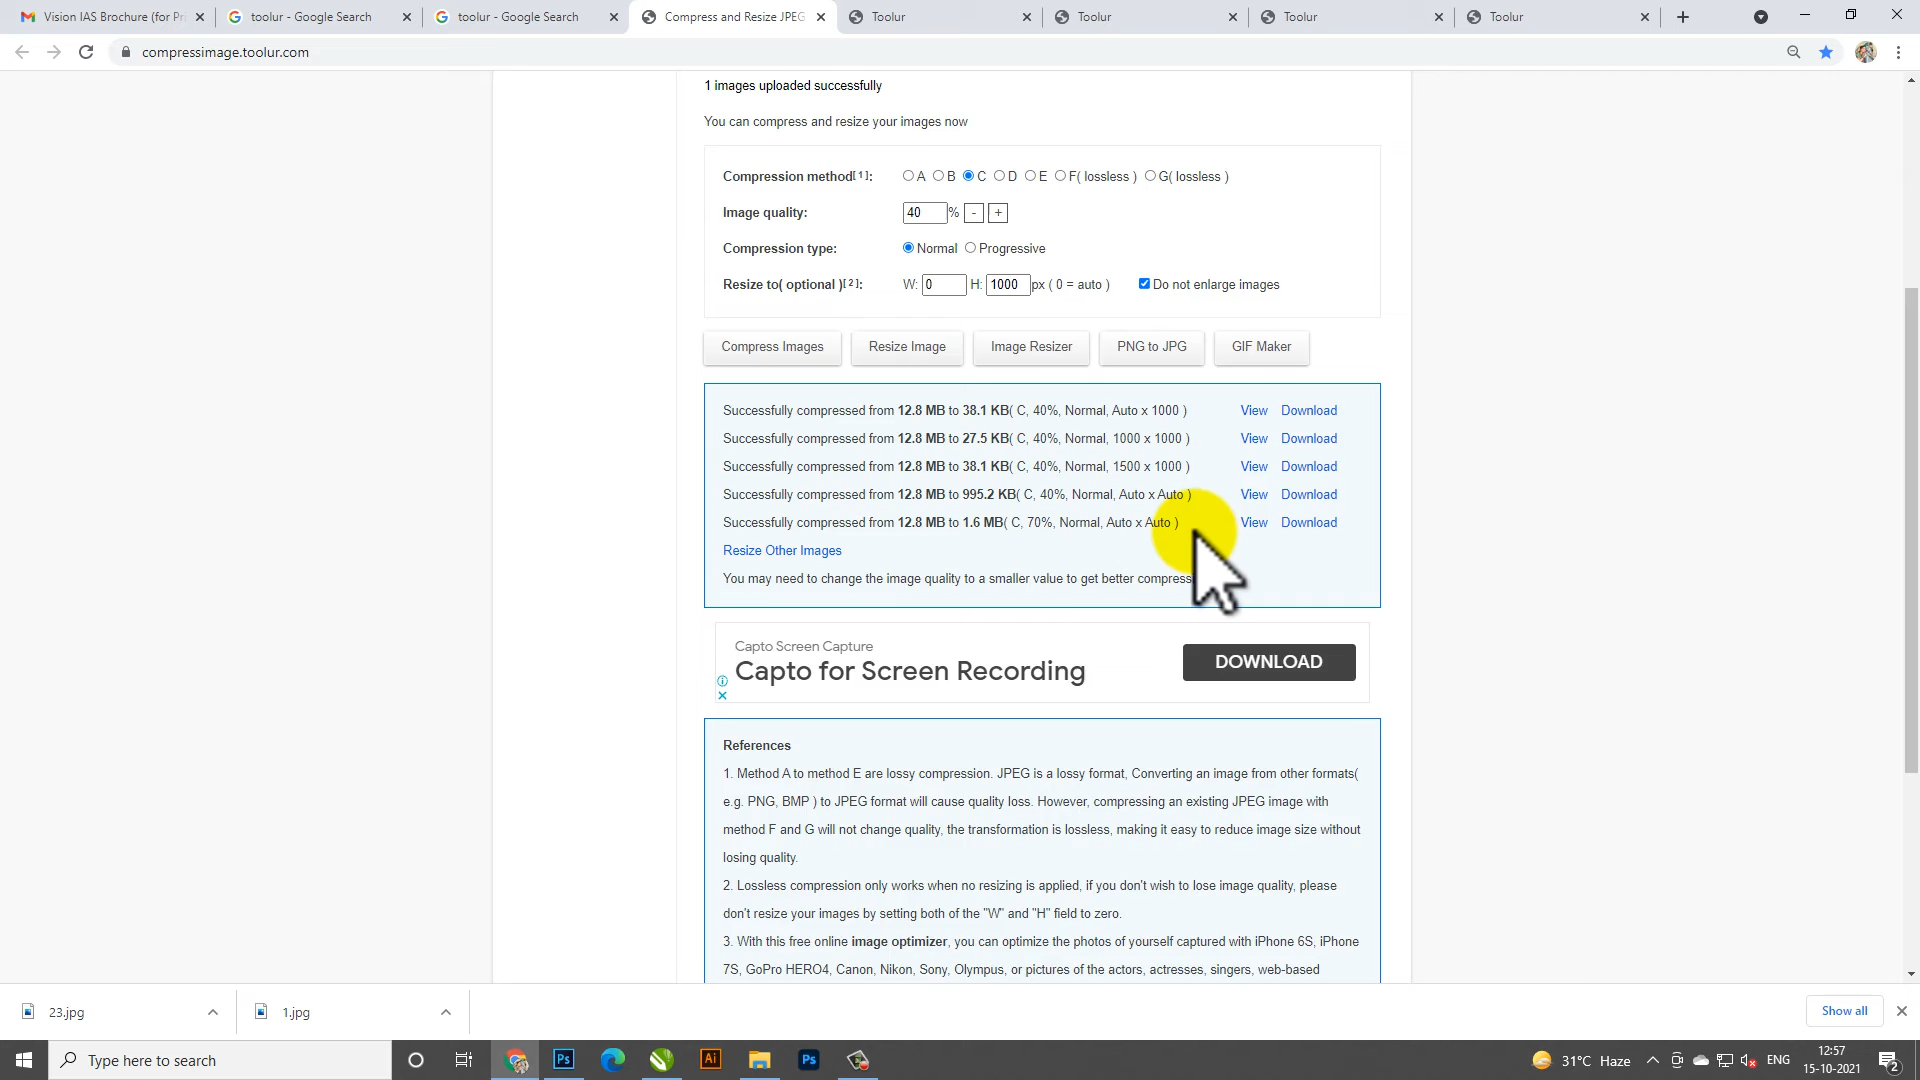 Vision IAS Brochure (for Pr
toolur - Google Search
toolur - Google Search
Compress and Resize JPEG
Toolur
Toolur
Toolur
Toolur
compressimage.toolur.com
1 images uploaded successfully
You can compress and resize your images now
Compression method[ 1 ]: A B C D E F( lossless ) G( lossless )
Image quality: 40 % - +
Compression type: Normal Progressive
Resize to( optional )[ 2 ]: W: 0 H: 1000 px ( 0 = auto ) Do not enlarge images
Compress Images Resize Image Image Resizer PNG to JPG GIF Maker
Successfully compressed from 12.8 MB to 38.1 KB( C, 40%, Normal, Auto x 1000 ) View Download
Successfully compressed from 12.8 MB to 27.5 KB( C, 40%, Normal, 1000 x 1000 ) View Download
Successfully compressed from 12.8 MB to 38.1 KB( C, 40%, Normal, 1500 x 1000 ) View Download
Successfully compressed from 12.8 MB to 995.2 KB( C, 40%, Normal, Auto x Auto ) View Download
Successfully compressed from 12.8 MB to 1.6 MB( C, 70%, Normal, Auto x Auto ) View Download
Resize Other Images
You may need to change the image quality to a smaller value to get better compress
Capto Screen Capture
Capto for Screen Recording
DOWNLOAD
References
1. Method A to method E are lossy compression. JPEG is a lossy format, Converting an image from other formats(
e.g. PNG, BMP ) to JPEG format will cause quality loss. However, compressing an existing JPEG image with
method F and G will not change quality, the transformation is lossless, making it easy to reduce image size without
losing quality.
2. Lossless compression only works when no resizing is applied, if you don't wish to lose image quality, please
don't resize your images by setting both of the "W" and "H" field to zero.
3. With this free online image optimizer, you can optimize the photos of yourself captured with iPhone 6S, iPhone
7S, GoPro HERO4, Canon, Nikon, Sony, Olympus, or pictures of the actors, actresses, singers, web-based
23.jpg
1.jpg
Show all
Type here to search
Ps
Ai
Ps
31°C Haze
ENG
12:57
15-10-2021
2